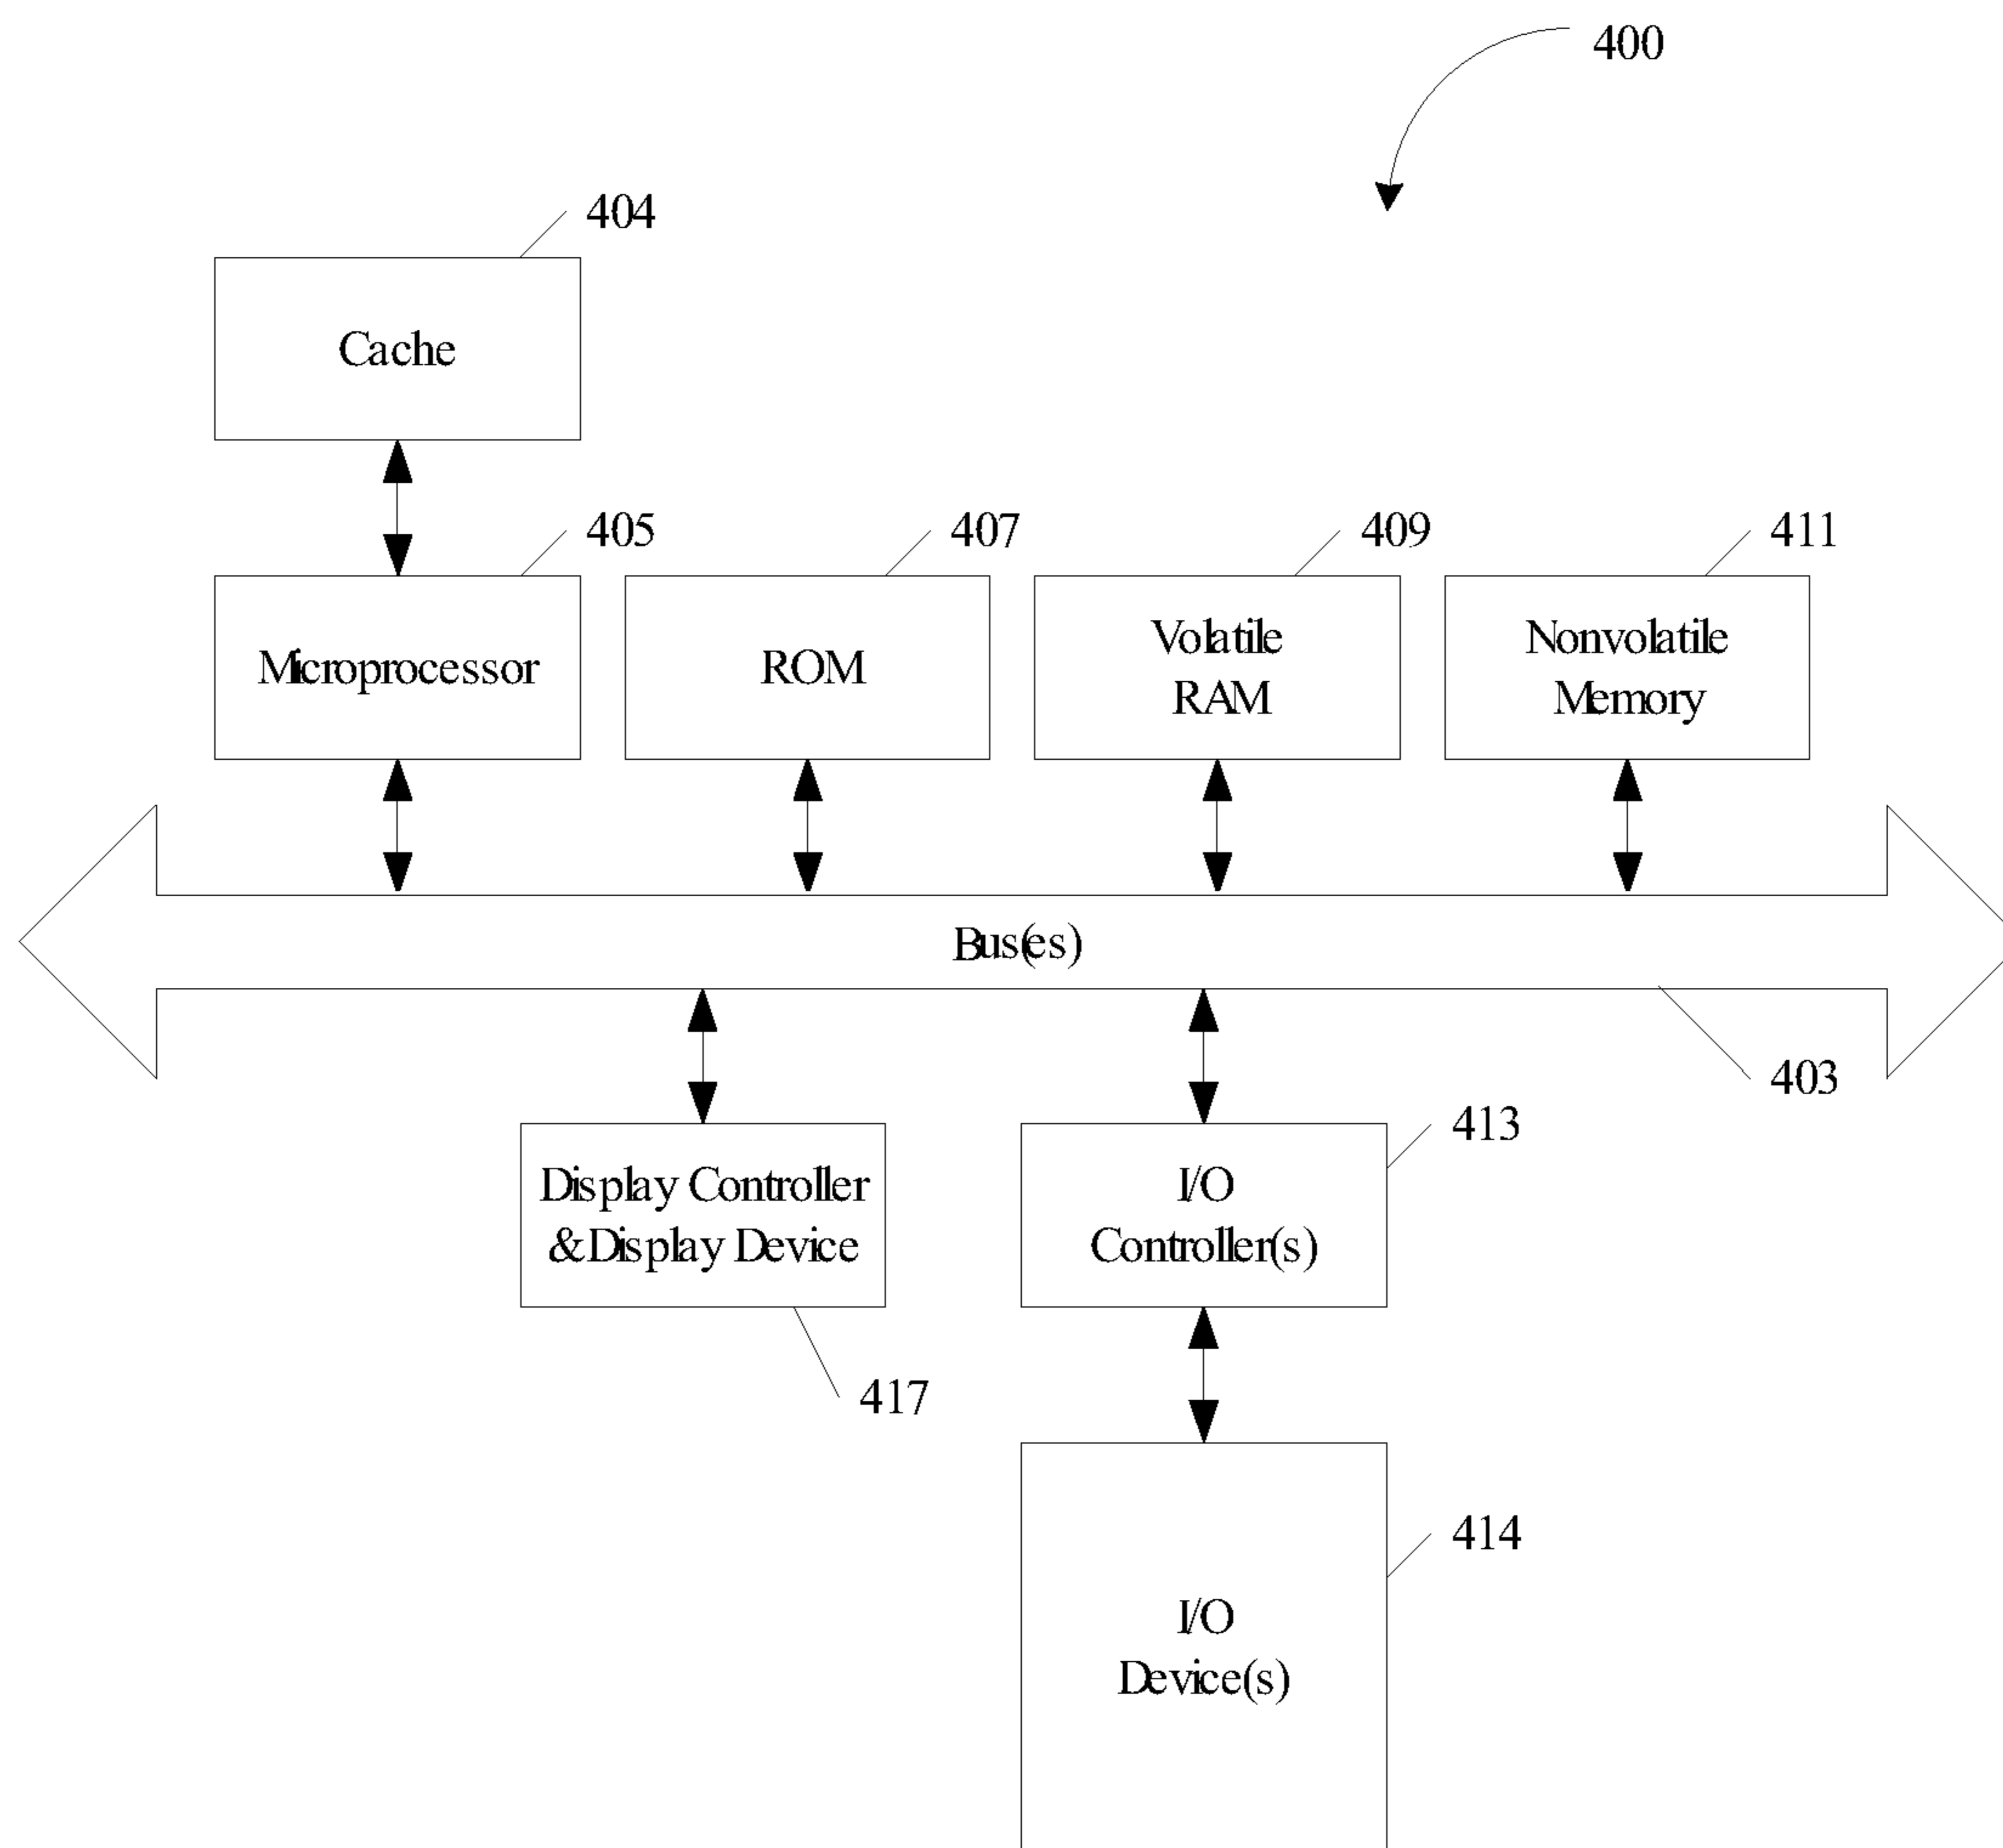 400
404
Cache
405
407
409
411
Microprocessor
ROM
Volatile
RAM
Nonvolatile
Memory
Bus(es)
403
413
Display Controller
& Display Device
I/O
Controller(s)
417
414
I/O
Device(s)